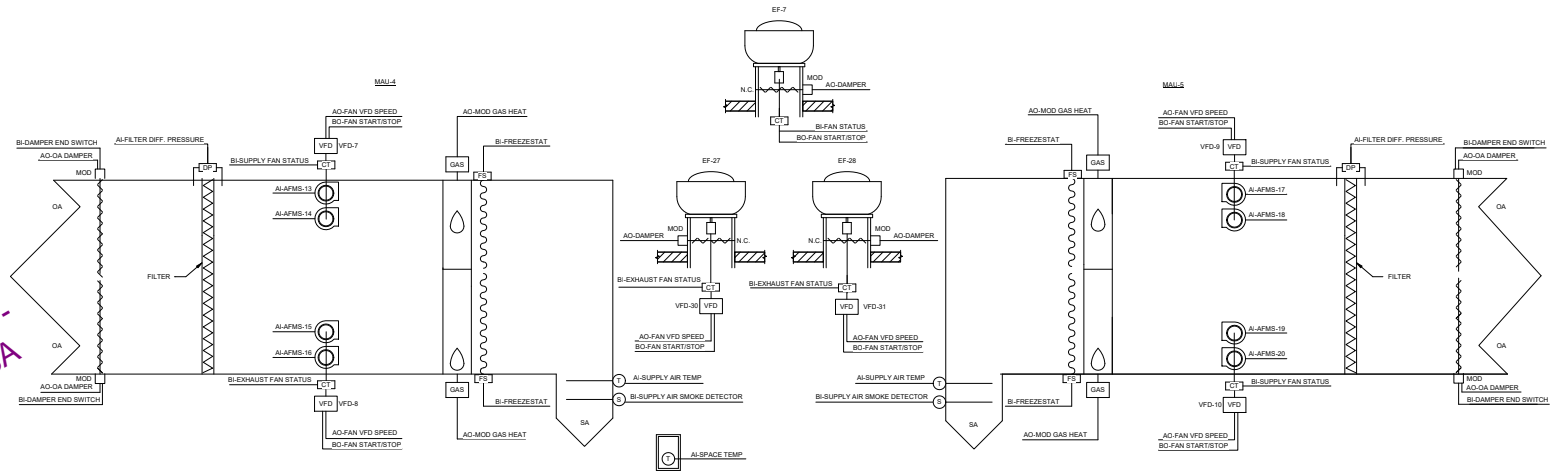 EF-7
MAU-4
MAU-5
MOD
N.C.
AO-DAMPER
CT
BI-FAN STATUS
BO-FAN START/STOP
AO-FAN VFD SPEED
BO-FAN START/STOP
AO-MOD GAS HEAT
BI-DAMPER END SWITCH
AI-FILTER DIFF. PRESSURE
VFD
VFD-7
BI-FREEZESTAT
AO-OA DAMPER
BI-SUPPLY FAN STATUS
CT
GAS
MOD
DP
FS
AI-AFMS-13
AI-AFMS-14
OA
FILTER
OA
AI-AFMS-15
AI-AFMS-16
MOD
AO-OA DAMPER
BI-DAMPER END SWITCH
BI-EXHAUST FAN STATUS
CT
VFD
VFD-8
GAS
FS
AO-FAN VFD SPEED
BO-FAN START/STOP
BI-FREEZESTAT
AO-MOD GAS HEAT
SA
T
AI-SUPPLY AIR TEMP
S
BI-SUPPLY AIR SMOKE DETECTOR
EF-27
MOD
AO-DAMPER
N.C.
BI-EXHAUST FAN STATUS
CT
VFD-30
VFD
AO-FAN VFD SPEED
BO-FAN START/STOP
EF-28
MOD
N.C.
AO-DAMPER
BI-EXHAUST FAN STATUS
CT
VFD
VFD-31
AO-FAN VFD SPEED
BO-FAN START/STOP
T
AI-SPACE TEMP
AO-MOD GAS HEAT
AO-FAN VFD SPEED
BO-FAN START/STOP
BI-FREEZESTAT
GAS
VFD-9
VFD
AI-FILTER DIFF. PRESSURE
BI-DAMPER END SWITCH
AO-OA DAMPER
CT
BI-SUPPLY FAN STATUS
FS
DP
MOD
AI-AFMS-17
AI-AFMS-18
OA
FILTER
AI-AFMS-19
AI-AFMS-20
OA
AI-SUPPLY AIR TEMP
T
BI-SUPPLY AIR SMOKE DETECTOR
S
FS
GAS
CT
BI-SUPPLY FAN STATUS
MOD
AO-OA DAMPER
BI-DAMPER END SWITCH
BI-FREEZESTAT
VFD-10
VFD
SA
AO-MOD GAS HEAT
AO-FAN VFD SPEED
BO-FAN START/STOP